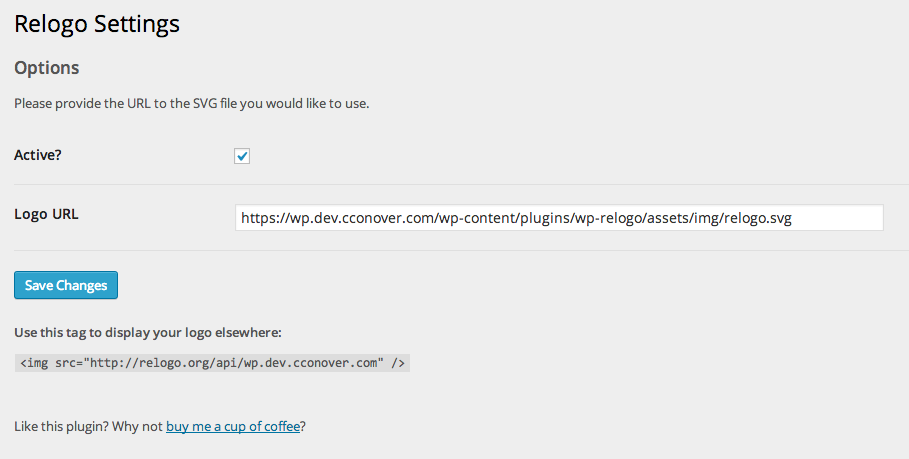 Relogo Settings
Options
Please provide the URL to the SVG file you would like to use.
Active?
Logo URL https://wp.dev.cconover.com/wp-content/plugins/wp-relogo/assets/img/relogo.svg
Save Changes
Use this tag to display your logo elsewhere:
<img src="http://relogo.org/api/wp.dev.cconover.com" />
Like this plugin? Why not buy me a cup of coffee?